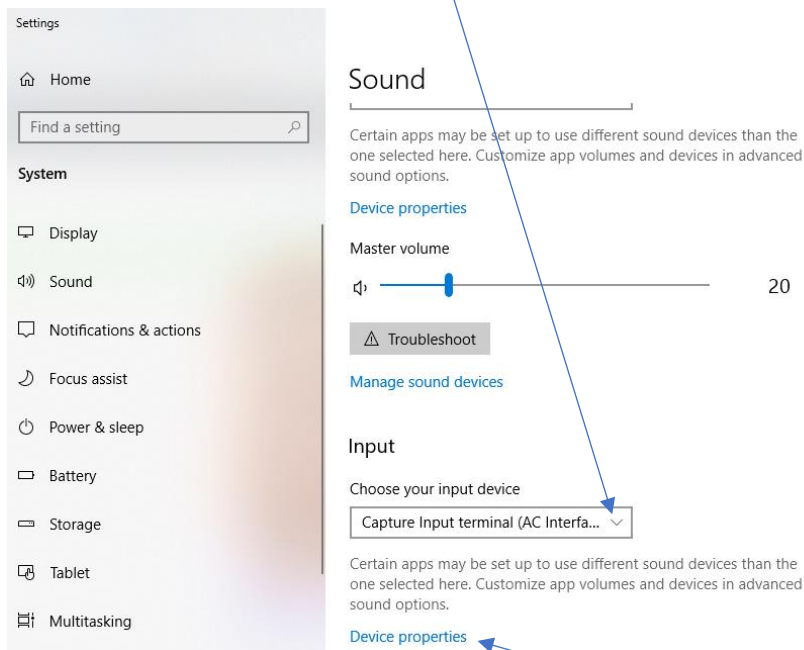 Settings
Home
Find a setting
System
Display
Sound
Notifications & actions
Focus assist
Power & sleep
Battery
Storage
Tablet
Multitasking
Sound
Certain apps may be set up to use different sound devices than the
one selected here. Customize app volumes and devices in advanced
sound options.
Device properties
Master volume
20
Troubleshoot
Manage sound devices
Input
Choose your input device
Capture Input terminal (AC Interfa...
Certain apps may be set up to use different sound devices than the
one selected here. Customize app volumes and devices in advanced
sound options.
Device properties